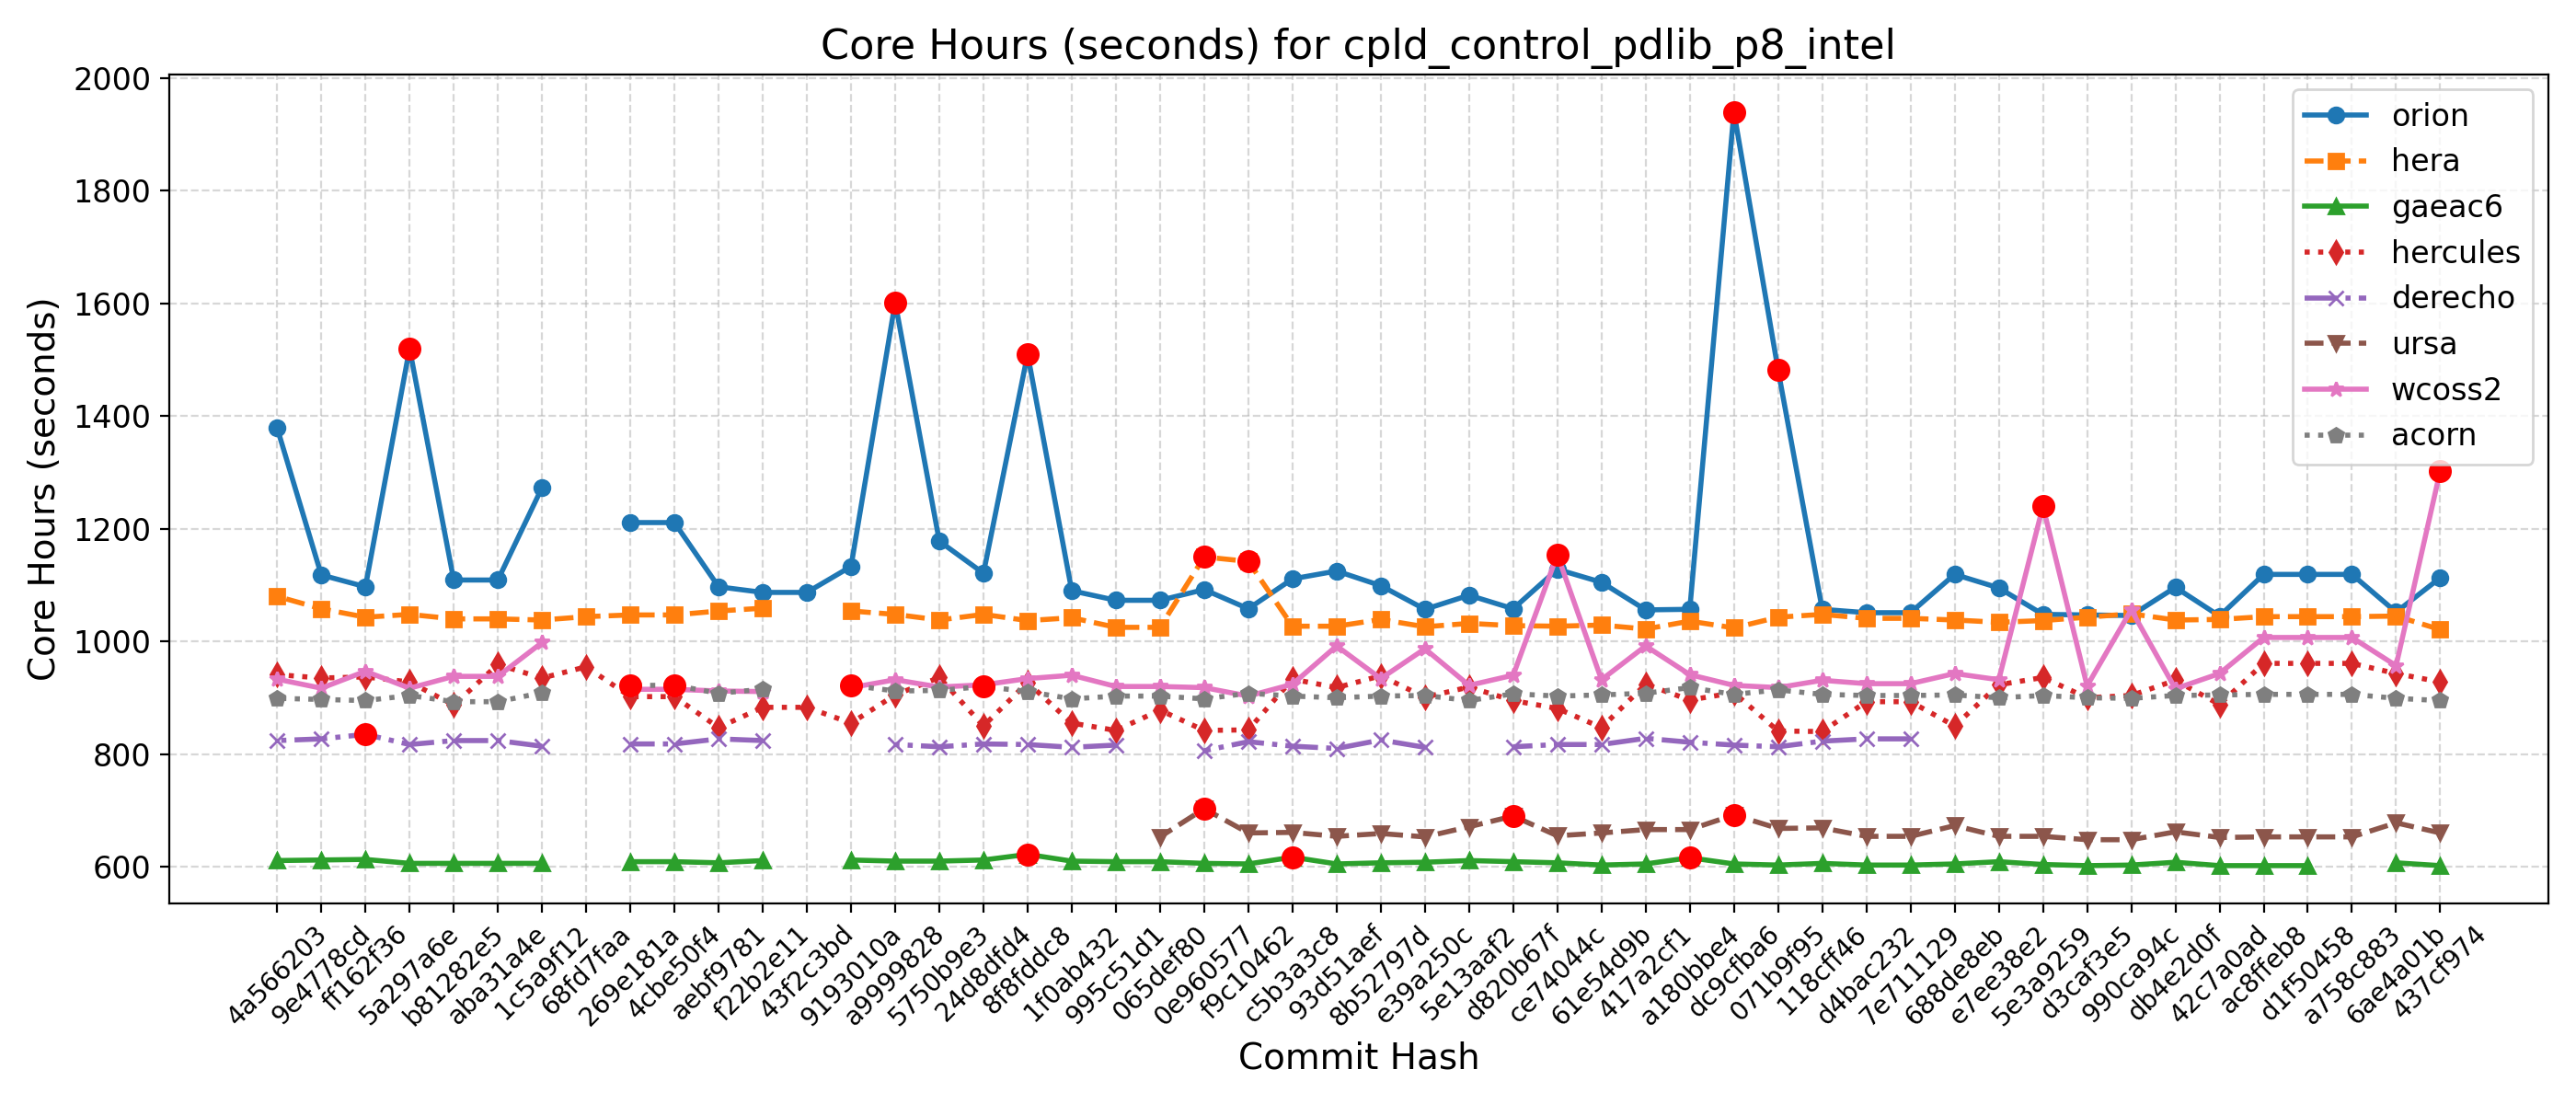 Core Hours (seconds) for cpld_control_pdlib_p8_intel
Core Hours (seconds)
2000
1800
1600
1400
1200
1000
800
600
orion
hera
gaeac6
hercules
derecho
ursa
wcoss2
acorn
4a566203
9e4778cd
ff162f36
5a297a6e
b81282e5
aba31a4e
1c5a9f12
68fd7faa
269e181a
4cbe50f4
aebf9781
f22b2e11
43f2c3bd
9193010a
a9999828
5750b9e3
24d8dfd4
8f8fddc8
1f0ab432
995c51d1
065def80
0e960577
f9c10462
c5b3a3c8
93d51aef
8b52797d
e39a250c
5e13aaf2
d820b67f
ce74044c
61e54d9b
417a2cf1
a180bbe4
dc9cfba6
071b9f95
118cff46
d4bac232
7e711129
688de8eb
e7ee38e2
5e3a9259
d3caf3e5
990ca94c
db4e2d0f
42c7a0ad
ac8ffeb8
d1f50458
a758c883
6ae4a01b
437cf974
Commit Hash